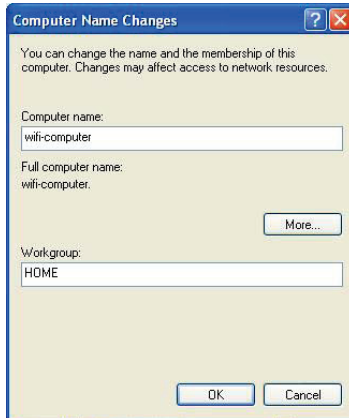 Computer Name Changes
You can change the name and the membership of this
computer. Changes may affect access to network resources.
Computer name:
wifi-computer
Full computer name:
wifi-computer.
More...
Workgroup:
HOME
OK
Cancel